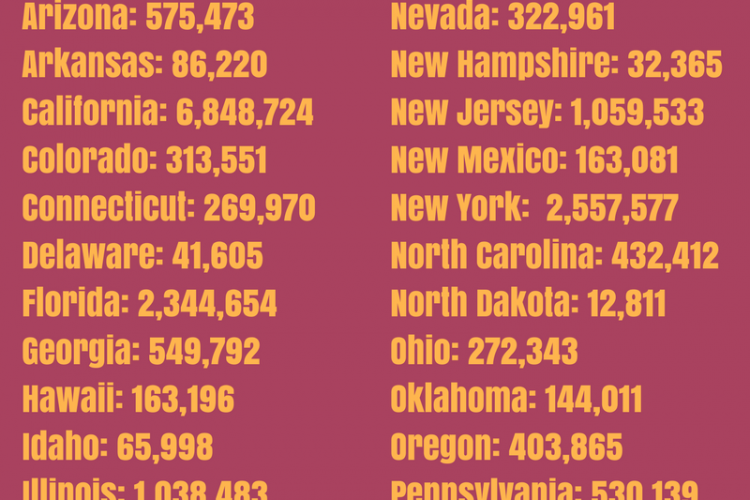 Arizona: 575,473
Arkansas: 86,220
California: 6,848,724
Colorado: 313,551
Connecticut: 269,970
Delaware: 41,605
Florida: 2,344,654
Georgia: 549,792
Hawaii: 163,196
Idaho: 65,998
Illinois: 1,038,483
Nevada: 322,961
New Hampshire: 32,365
New Jersey: 1,059,533
New Mexico: 163,081
New York:  2,557,577
North Carolina: 432,412
North Dakota: 12,811
Ohio: 272,343
Oklahoma: 144,011
Oregon: 403,865
Pennsylvania: 530,139